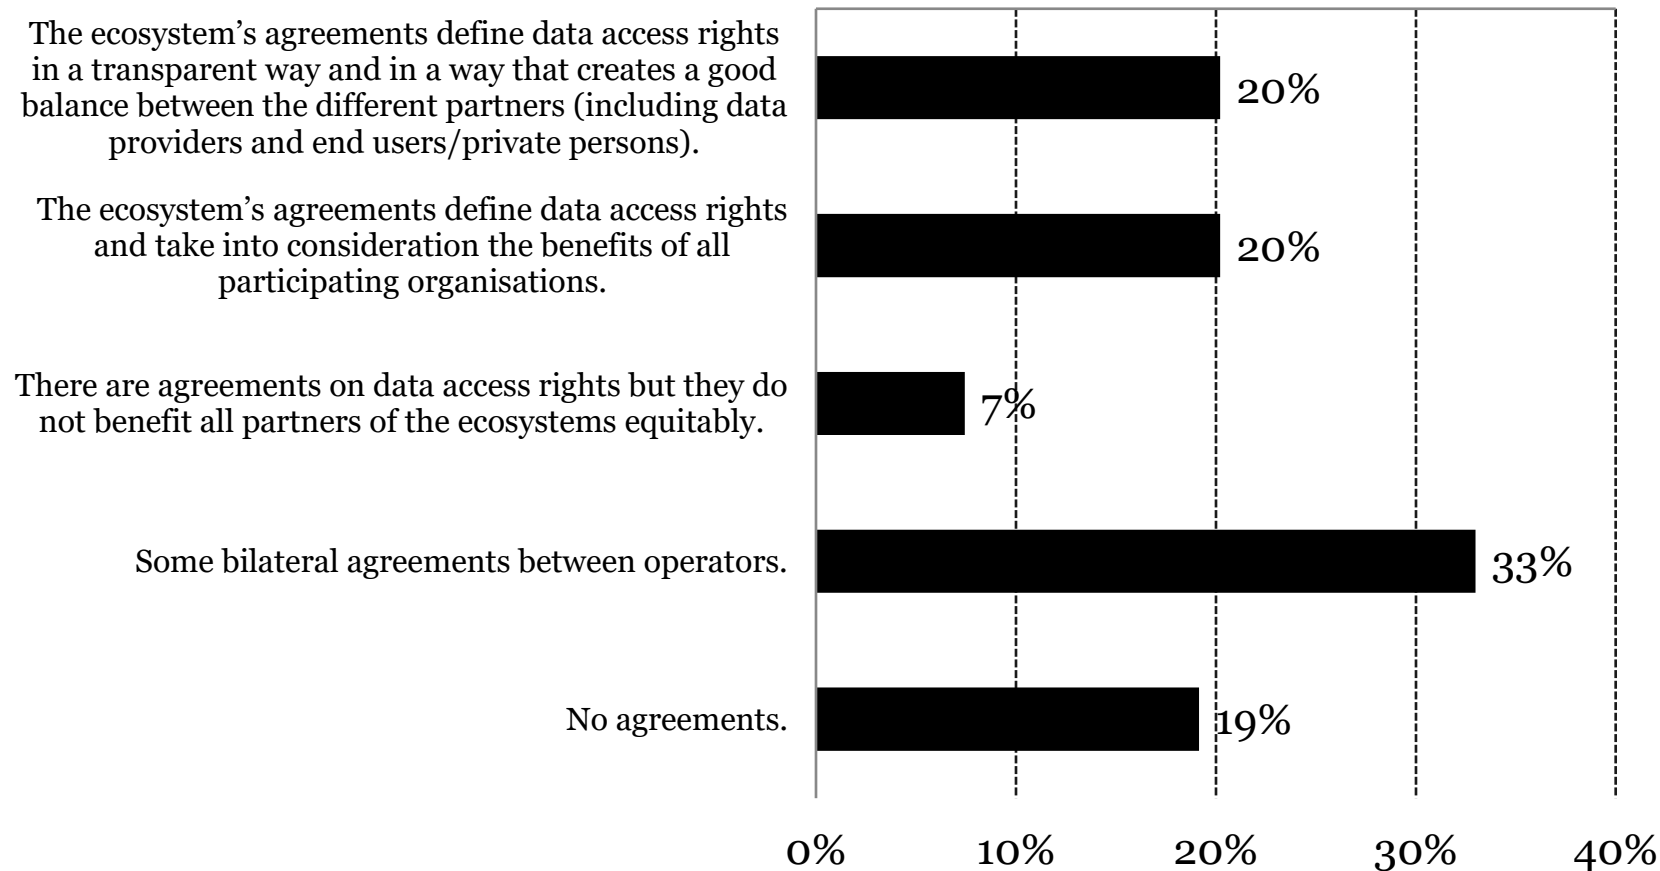 The ecosystem’s agreements define data access rights
in a transparent way and in a way that creates a good
balance between the different partners (including data
providers and end users/private persons).
20%
The ecosystem’s agreements define data access rights
and take into consideration the benefits of all
participating organisations.
20%
There are agreements on data access rights but they do
not benefit all partners of the ecosystems equitably.
7%
Some bilateral agreements between operators.
33%
No agreements.
19%
0%
10%
20%
30%
40%